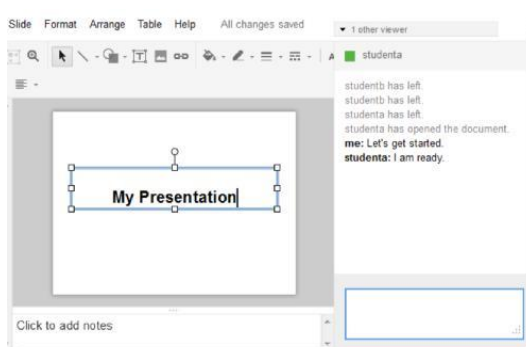 Slide Format Arrange Table Help All changes saved
1 other viewer
A
studenta
studentb has left.
studentb has left.
studenta has left.
studenta has opened the document.
me: Let's get started.
studenta: I am ready.
My Presentation
Click to add notes